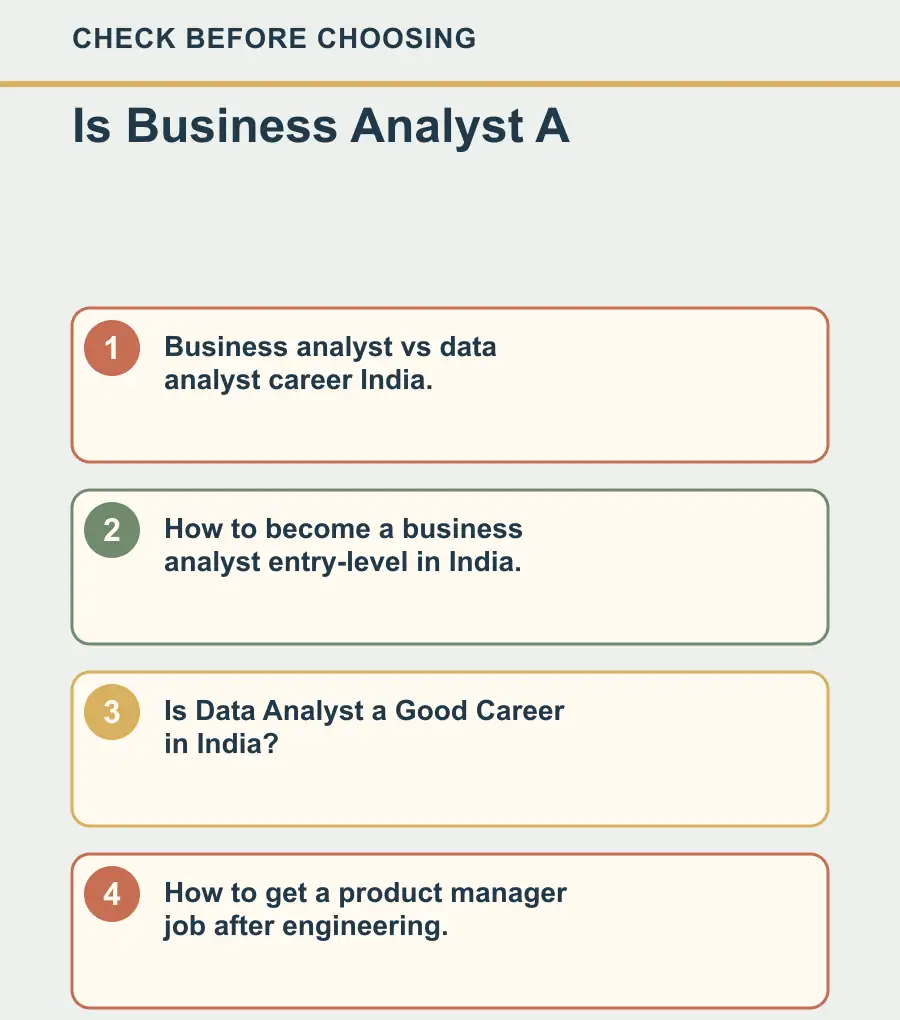 CHECK BEFORE CHOOSING
Is Business Analyst A
1
Business analyst vs data
analyst career India.
2
How to become a business
analyst entry-level in India.
3
Is Data Analyst a Good Career
in India?
4
How to get a product manager
job after engineering.